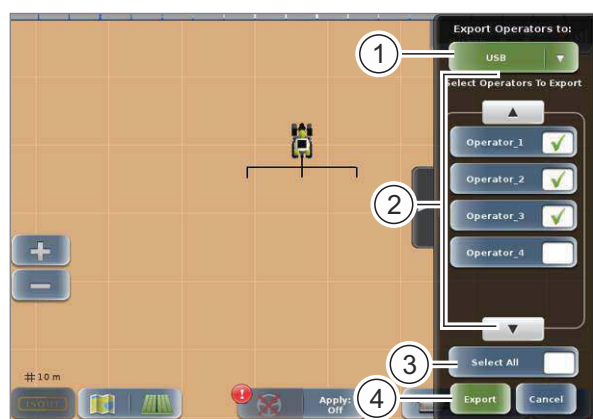 Export Operators to:
1
USB
Select Operators To Export
Operator_1
Operator_2
2
Operator_3
Operator_4
3
Select All
10 m
4
Export
Cancel
ISOUT
Apply:
Off